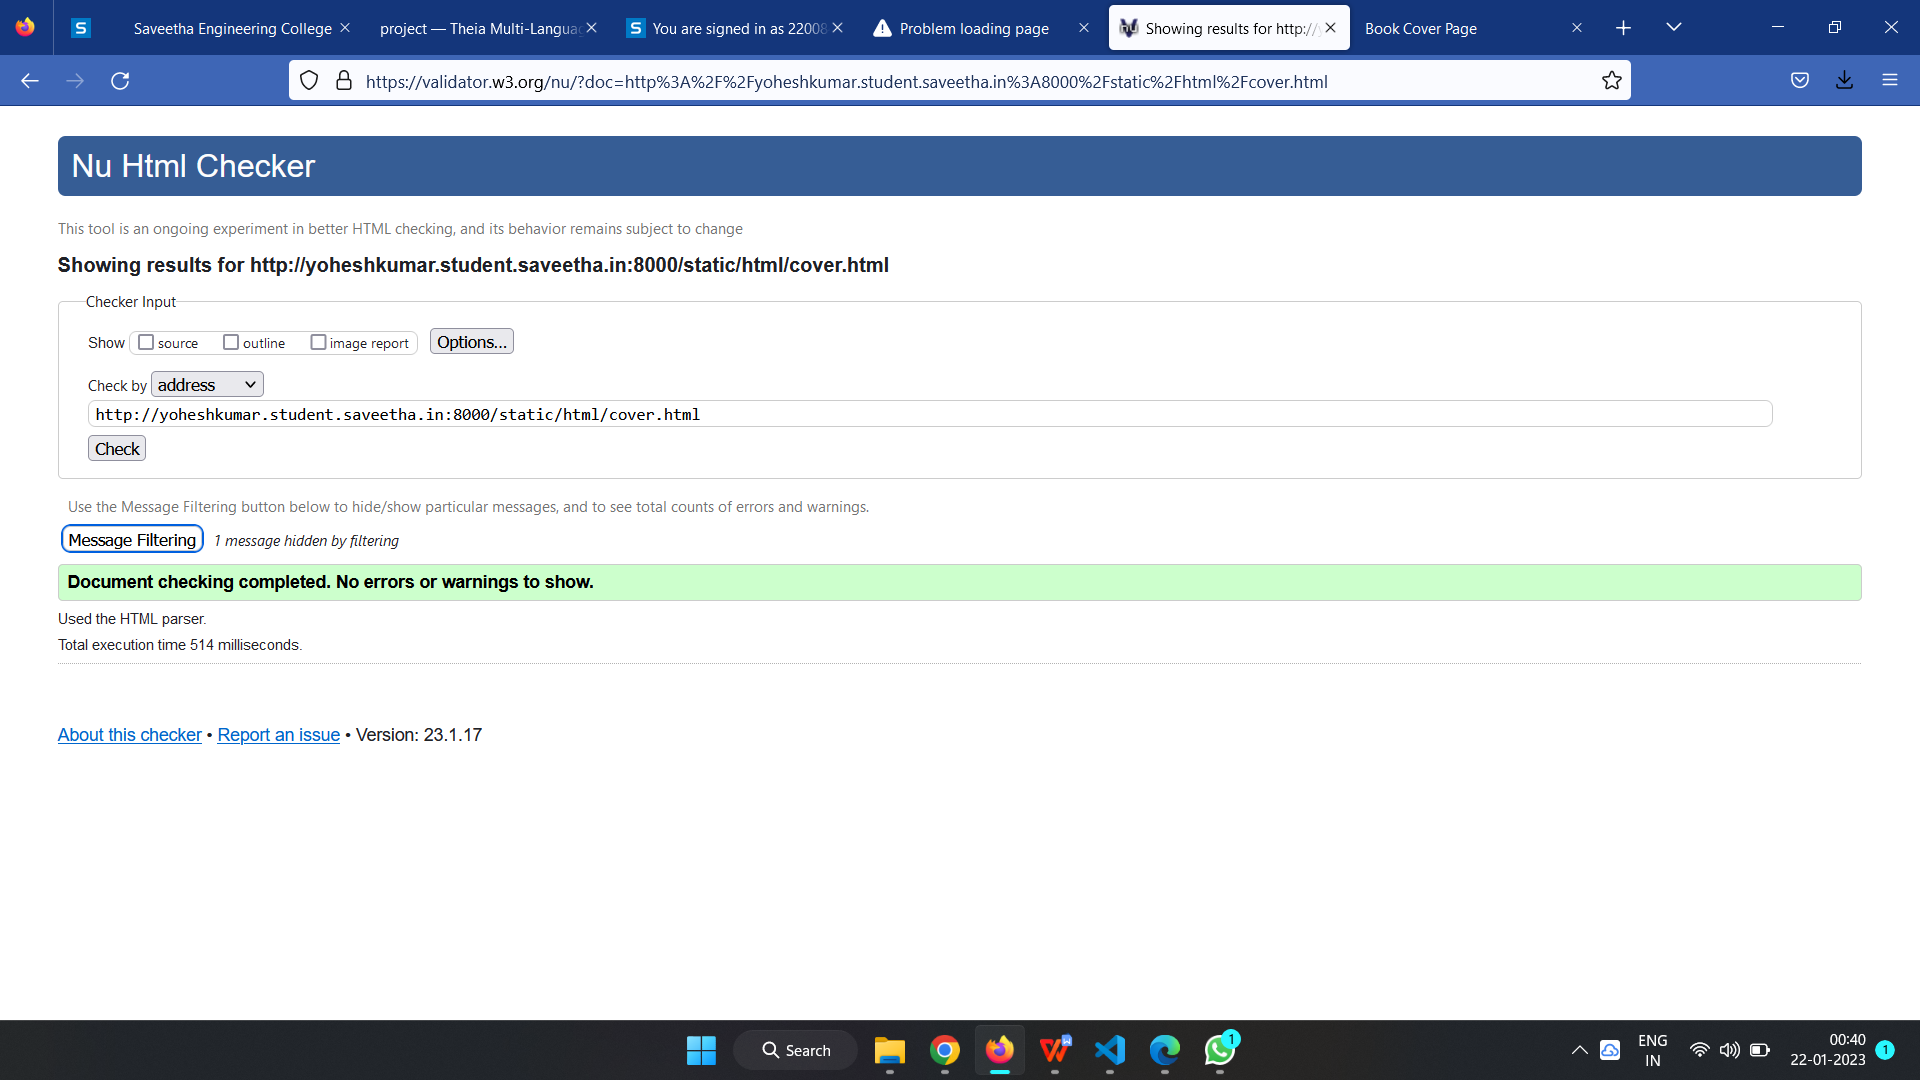 Saveetha Engineering College
project — Theia Multi-Langua
You are signed in as 22008
Problem loading page
Showing results for http://y
Book Cover Page
https://validator.w3.org/nu/?doc=http%3A%2F%2Fyoheshkumar.student.saveetha.in%3A8000%2Fstatic%2Fhtml%2Fcover.html
Nu Html Checker
This tool is an ongoing experiment in better HTML checking, and its behavior remains subject to change
Showing results for http://yoheshkumar.student.saveetha.in:8000/static/html/cover.html
Checker Input
Show source outline image report Options...
Check by address
http://yoheshkumar.student.saveetha.in:8000/static/html/cover.html
Check
Use the Message Filtering button below to hide/show particular messages, and to see total counts of errors and warnings.
Message Filtering 1 message hidden by filtering
Document checking completed. No errors or warnings to show.
Used the HTML parser.
Total execution time 514 milliseconds.
About this checker • Report an issue • Version: 23.1.17
Search
1
ENG
IN
00:40
22-01-2023
1